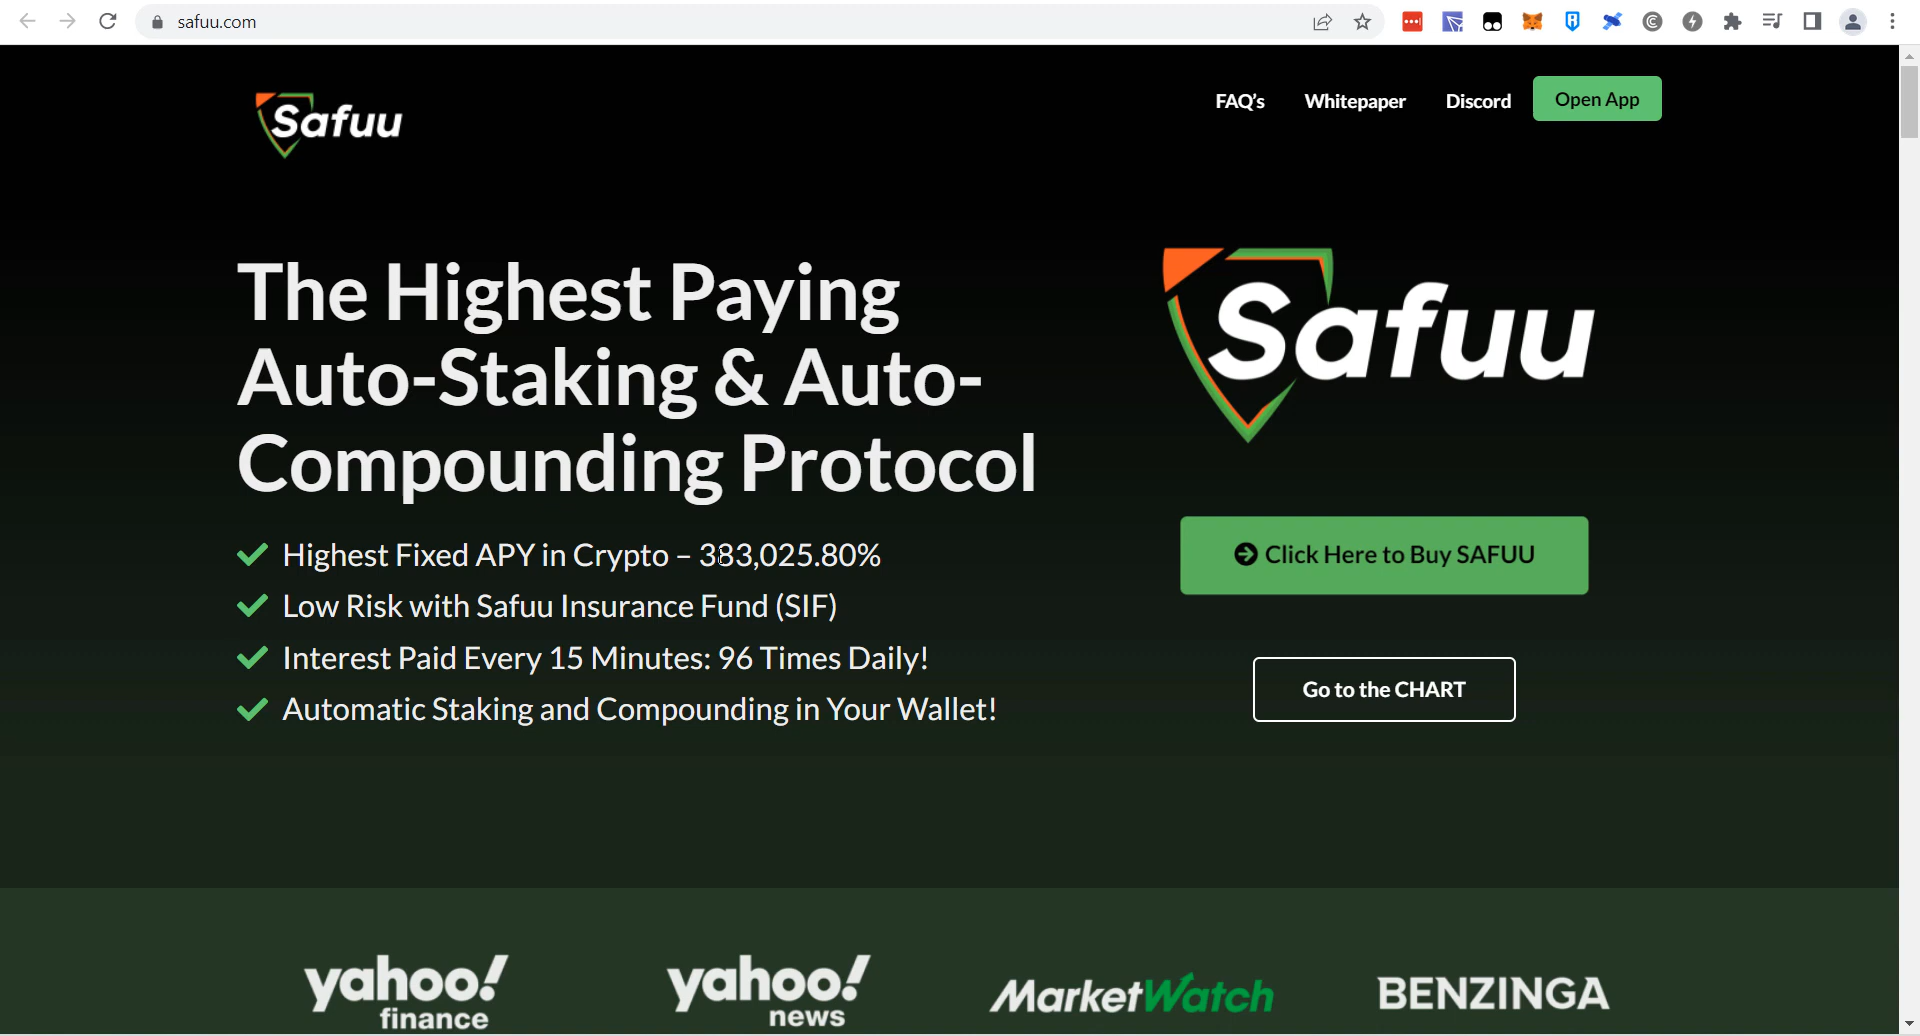 safuu.com
Safuu
FAQ's Whitepaper Discord Open App
The Highest Paying
Auto-Staking & Auto-
Compounding Protocol
Highest Fixed APY in Crypto – 383,025.80%
Low Risk with Safuu Insurance Fund (SIF)
Interest Paid Every 15 Minutes: 96 Times Daily!
Automatic Staking and Compounding in Your Wallet!
Safuu
Click Here to Buy SAFUU
Go to the CHART
yahoo!
finance
yahoo!
news
MarketWatch
BENZINGA